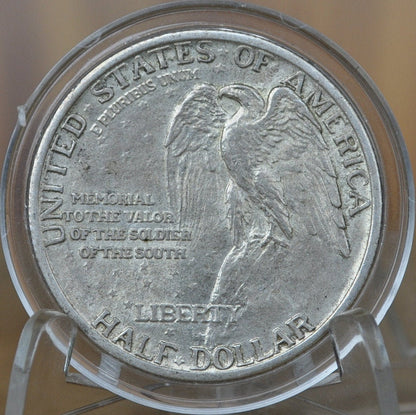 UNITED STATES OF AMERICA
E PLURIBUS UNUM
MEMORIAL
TO THE VALOR
OF THE SOLDIER
OF THE SOUTH
LIBERTY
HALF DOLLAR